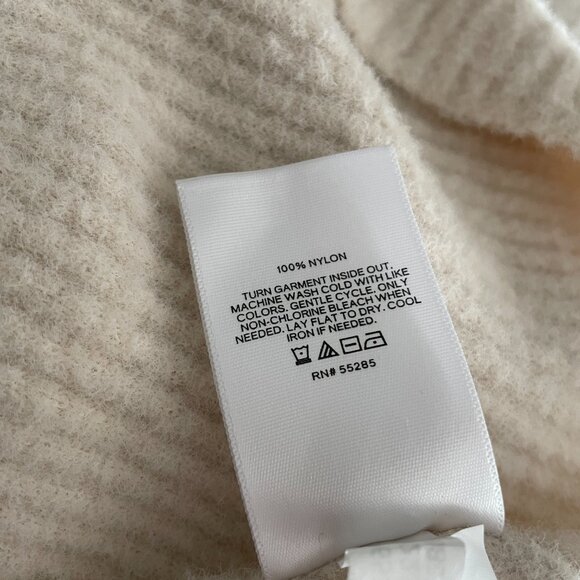 100% NYLON
TURN GARMENT INSIDE OUT.
MACHINE WASH COLD WITH LIKE
COLORS. GENTLE CYCLE. ONLY
NON-CHLORINE BLEACH WHEN
NEEDED. LAY FLAT TO DRY. COOL
IRON IF NEEDED.
RN# 55285